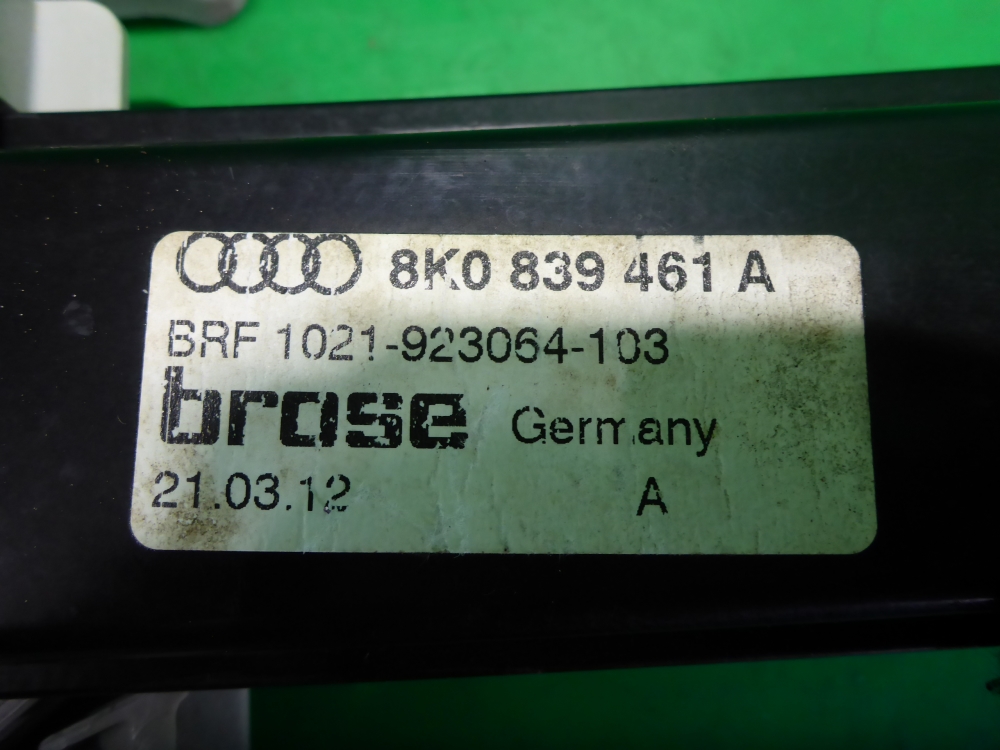 8K0 839 461 A
BRF 1021-923064-103
brose Germany
21.03.12 A